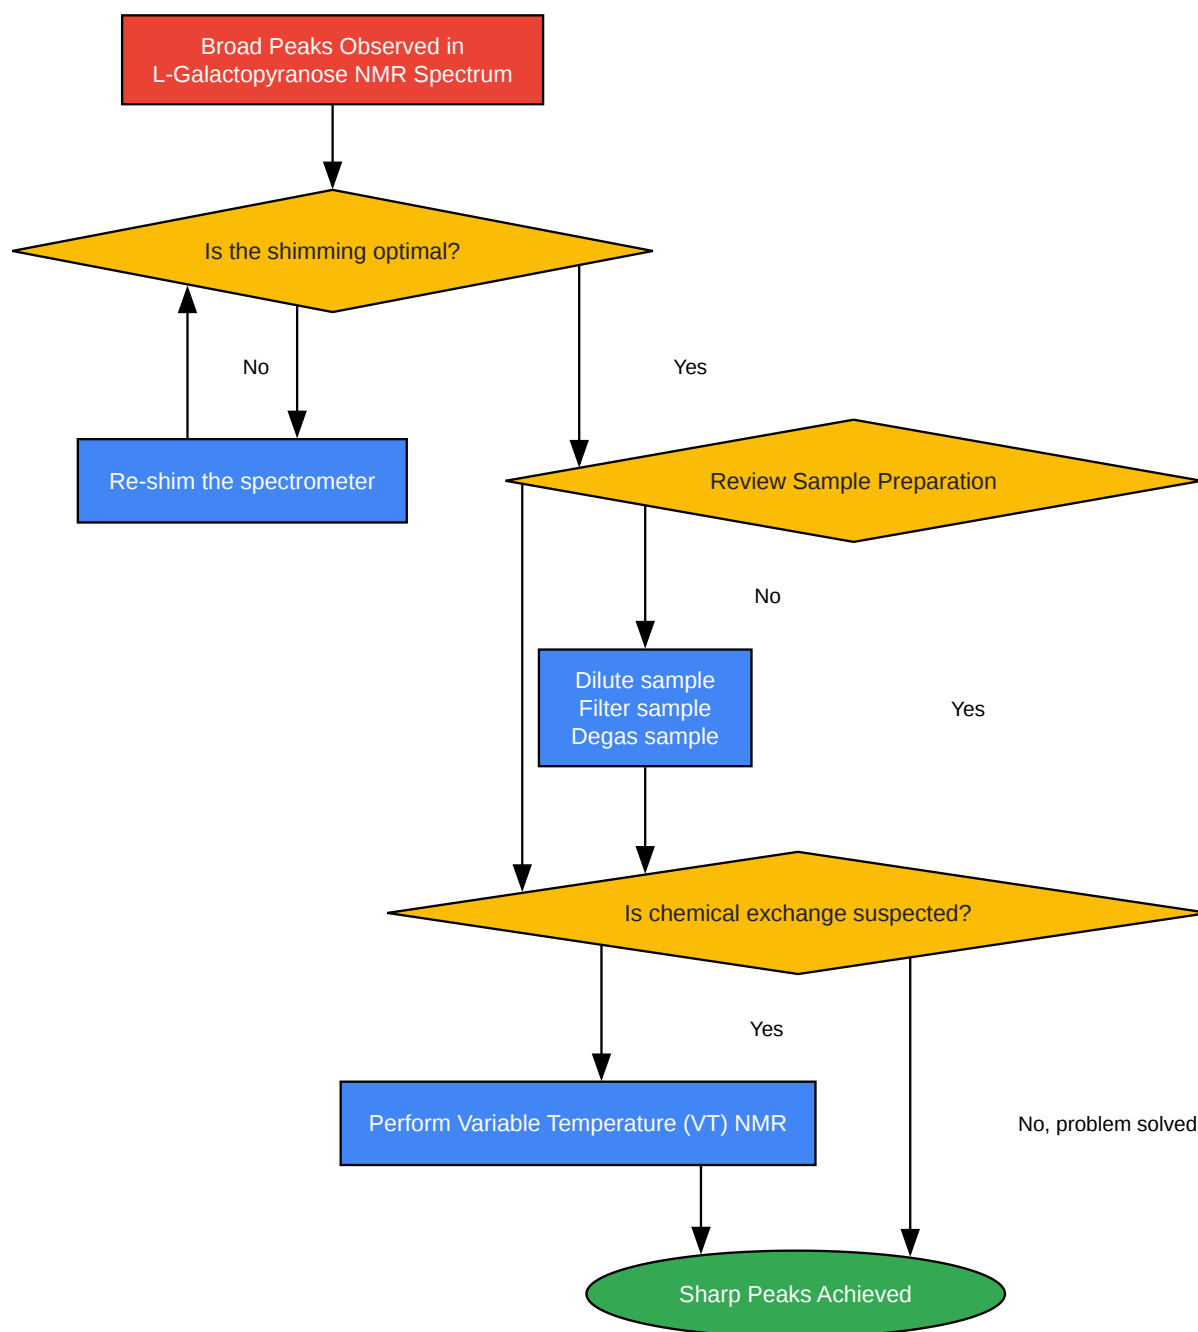 Broad Peaks Observed in
L-Galactopyranose NMR Spectrum
Is the shimming optimal?
No
Yes
Re-shim the spectrometer
Review Sample Preparation
No
Dilute sample
Filter sample
Degas sample
Yes
Is chemical exchange suspected?
Yes
Perform Variable Temperature (VT) NMR
No, problem solved
Sharp Peaks Achieved